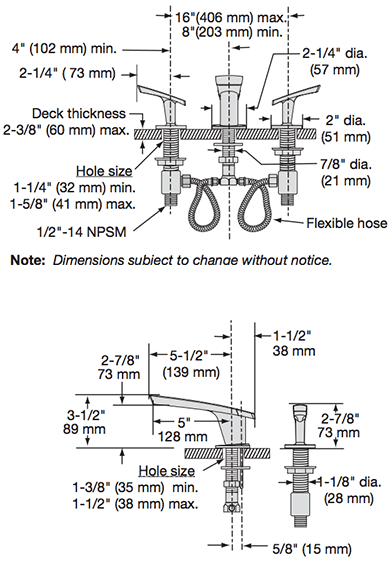 16"(406 mm) max.
8"(203 mm) min.
4" (102 mm) min.
2-1/4" ( 73 mm)
2-1/4" dia.
(57 mm)
Deck thickness
2-3/8" (60 mm) max.
2" dia.
(51 mm)
Hole size
1-1/4" (32 mm) min.
1-5/8" (41 mm) max.
7/8" dia.
(21 mm)
1/2"-14 NPSM
Flexible hose
Note: Dimensions subject to change without notice.
1-1/2"
38 mm
5-1/2"
(139 mm)
2-7/8"
73 mm
3-1/2"
89 mm
5"
128 mm
2-7/8"
73 mm
Hole size
1-3/8" (35 mm) min.
1-1/2" (38 mm) max.
1-1/8" dia.
(28 mm)
5/8" (15 mm)